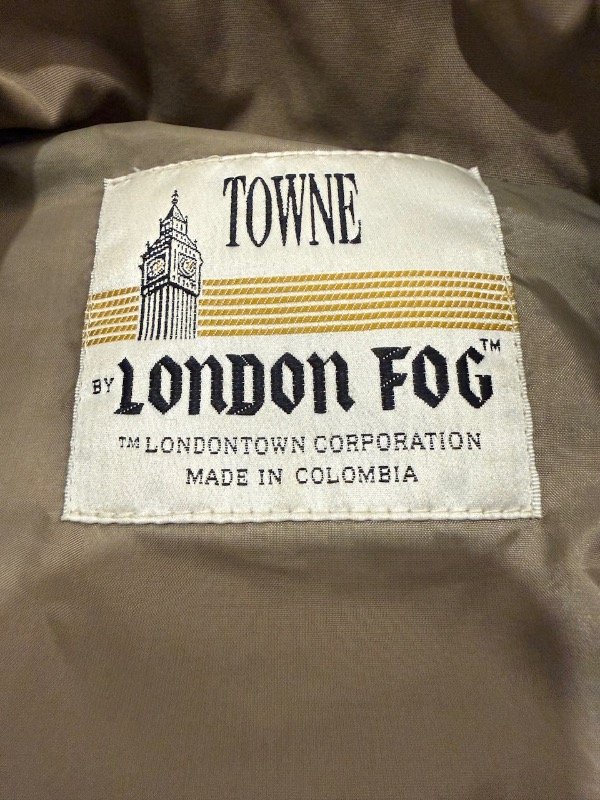 TOWNE
BY LONDON FOG™
™ LONDONTOWN CORPORATION
MADE IN COLOMBIA